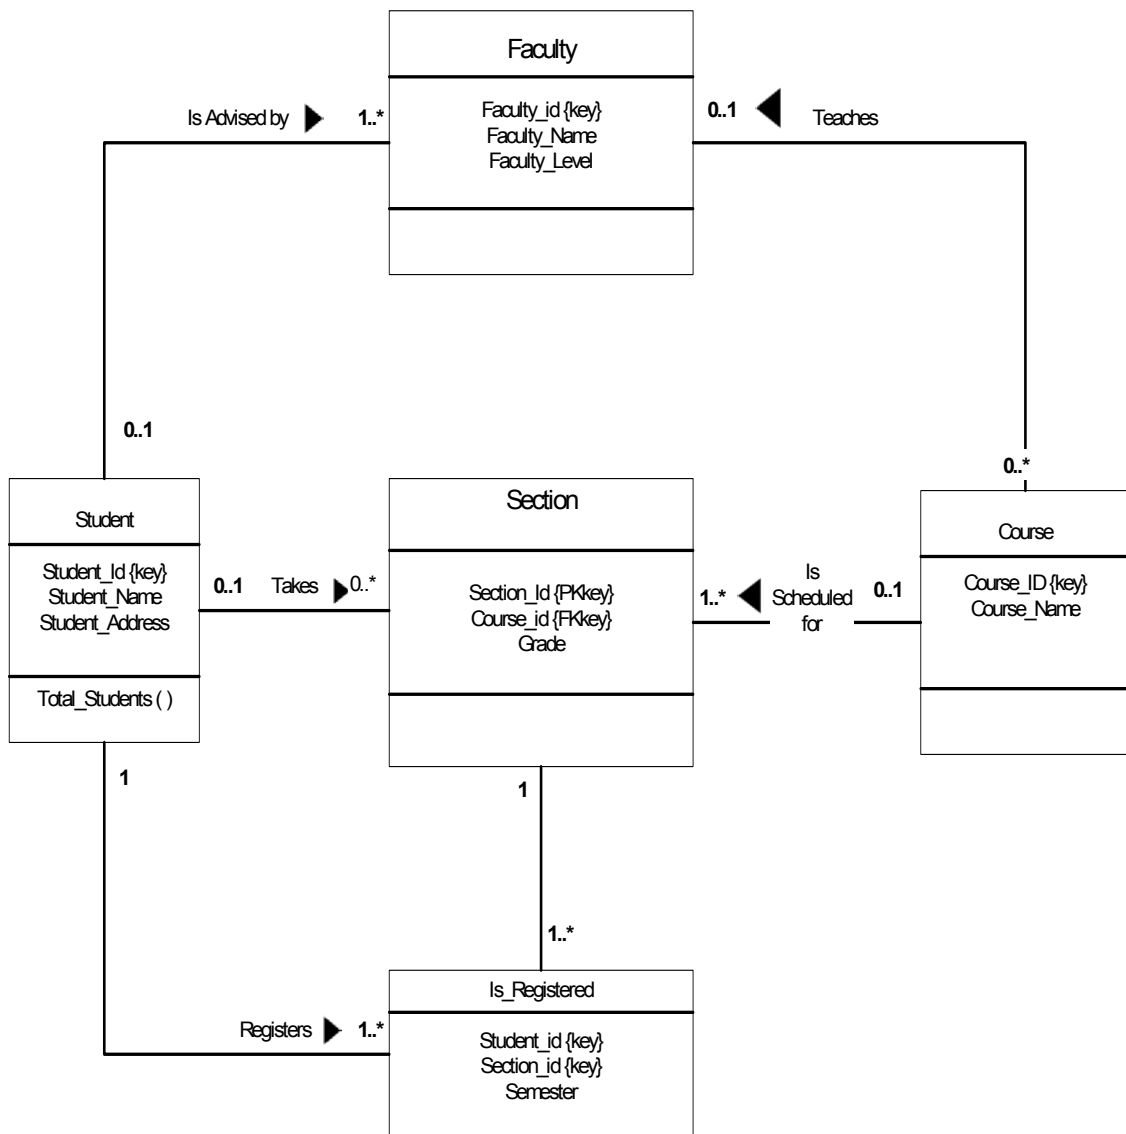 Faculty
Faculty_id {key}
Faculty_Name
Faculty_Level
Is Advised by
1..*
0..1
Teaches
0..1
0..*
Student
Student_Id {key}
Student_Name
Student_Address
Total_Students ( )
0..1
Takes
0..*
Section
Section_Id {PKkey}
Course_id {FKkey}
Grade
1..*
Is
Scheduled
for
0..1
Course
Course_ID {key}
Course_Name
1
1
1..*
Registers
1..*
Is_Registered
Student_id {key}
Section_id {key}
Semester